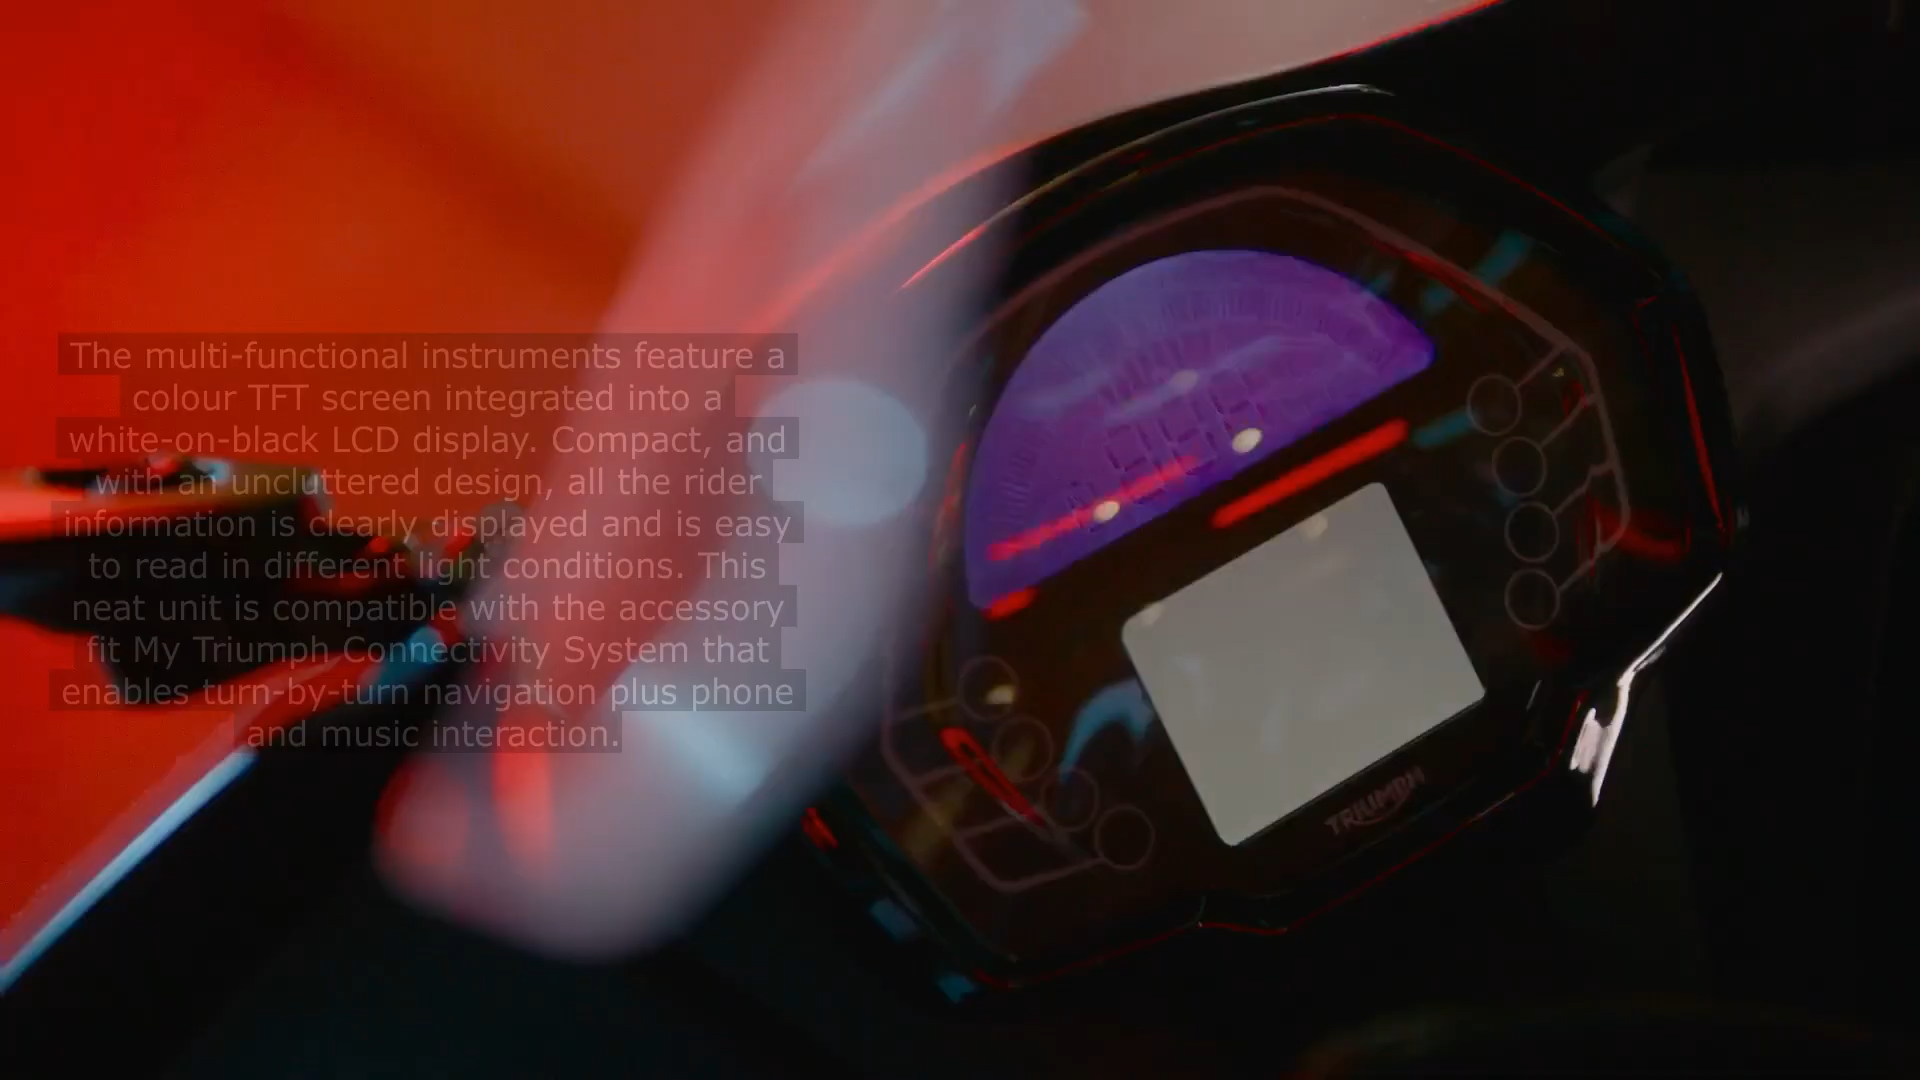 The multi-functional instruments feature a
colour TFT screen integrated into a
white-on-black LCD display. Compact, and
with an uncluttered design, all the rider
information is clearly displayed and is easy
to read in different light conditions. This
neat unit is compatible with the accessory
fit My Triumph Connectivity System that
enables turn-by-turn navigation plus phone
and music interaction.
TRIUMPH